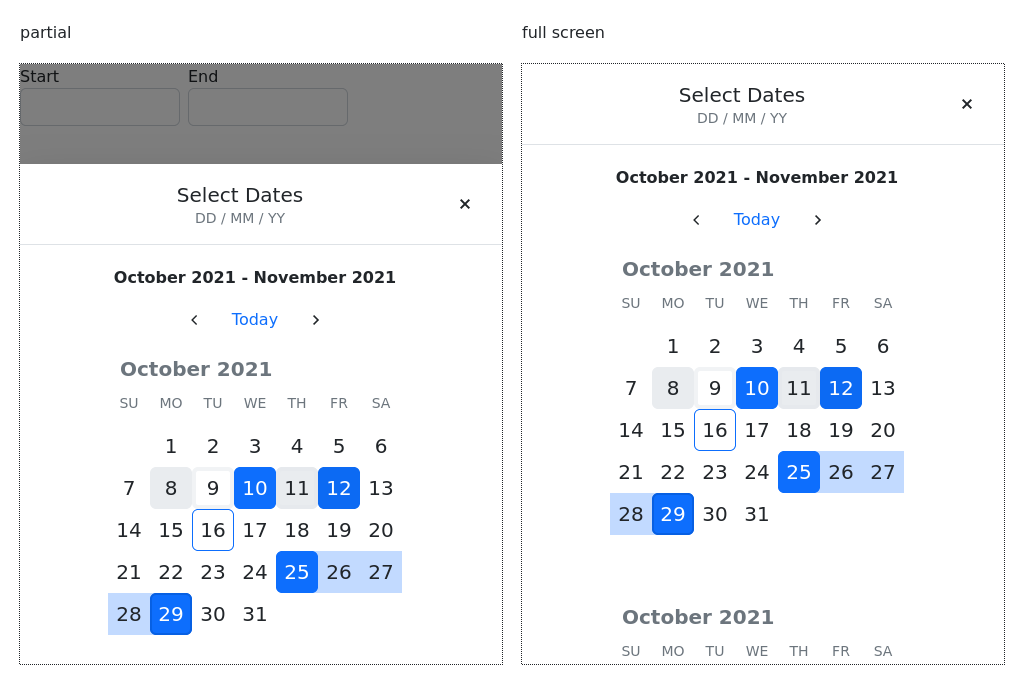 partial
Start End
Select Dates
DD / MM / YY
×
October 2021 - November 2021
‹ Today ›
October 2021
SU MO TU WE TH FR SA
1 2 3 4 5 6
7 8 9 10 11 12 13
14 15 16 17 18 19 20
21 22 23 24 25 26 27
28 29 30 31
full screen
Select Dates
DD / MM / YY
×
October 2021 - November 2021
‹ Today ›
October 2021
SU MO TU WE TH FR SA
1 2 3 4 5 6
7 8 9 10 11 12 13
14 15 16 17 18 19 20
21 22 23 24 25 26 27
28 29 30 31
October 2021
SU MO TU WE TH FR SA